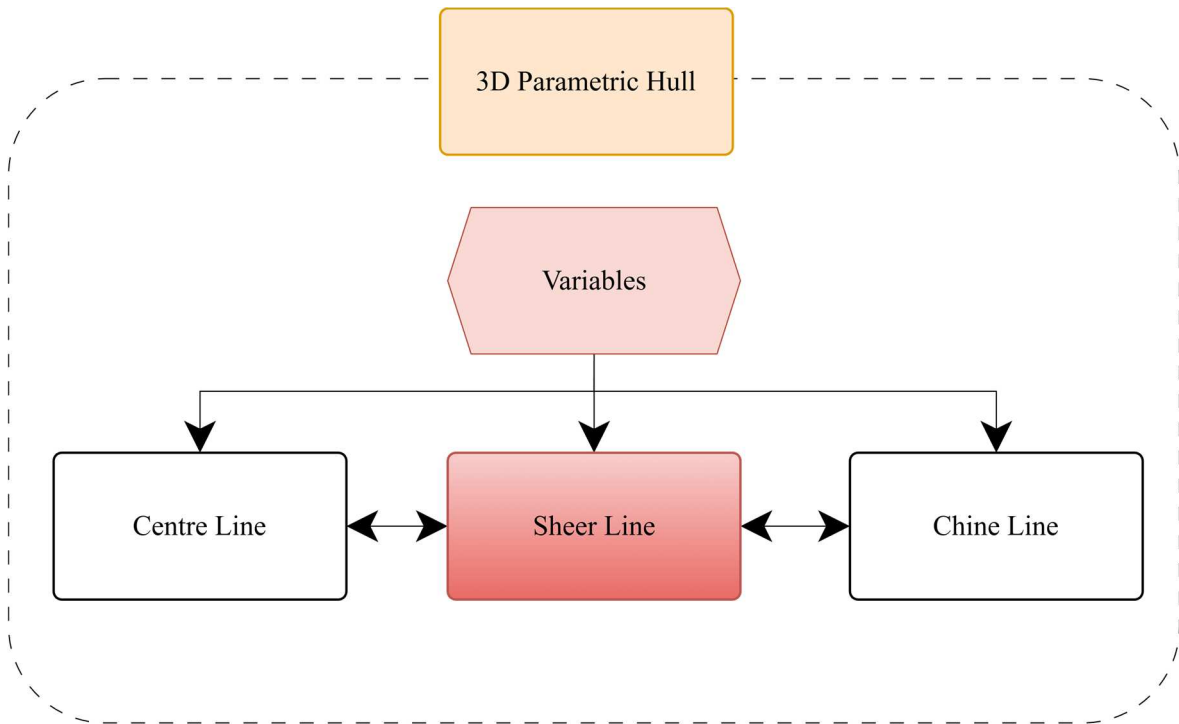 3D Parametric Hull
Variables
Centre Line
Sheer Line
Chine Line